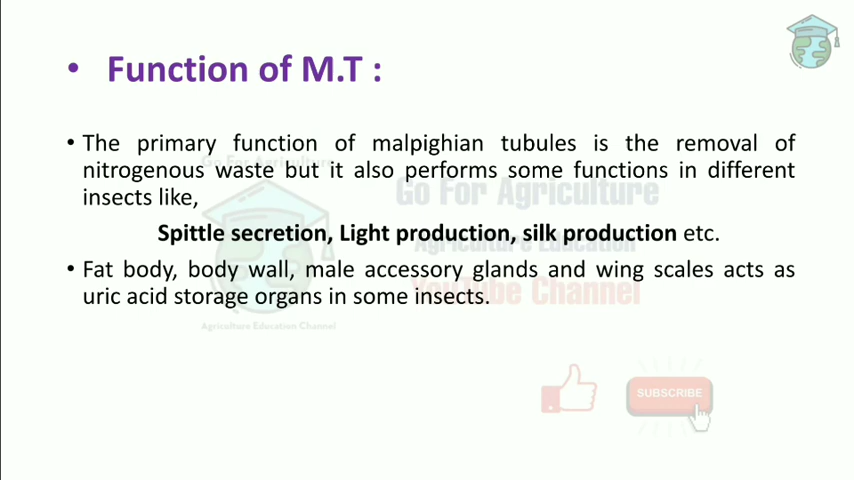 • Function of M.T :
• The primary function of malpighian tubules is the removal of
nitrogenous waste but it also performs some functions in different
insects like,
Spittle secretion, Light production, silk production etc.
• Fat body, body wall, male accessory glands and wing scales acts as
uric acid storage organs in some insects.
Go For Agriculture
Go For Agriculture
Agriculture Education
YouTube Channel
Agriculture Education Channel
SUBSCRIBE